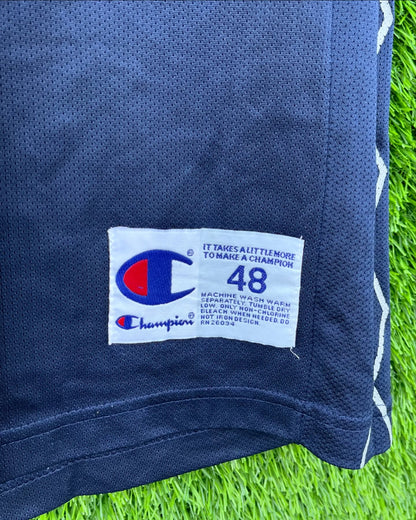 IT TAKES A LITTLE MORE
TO MAKE A CHAMPION
48
MACHINE WASH WARM
SEPARATELY, TUMBLE DRY
LOW. ONLY NON-CHLORINE
BLEACH WHEN NEEDED. DO
NOT IRON DESIGN.
RN 26094
Champion